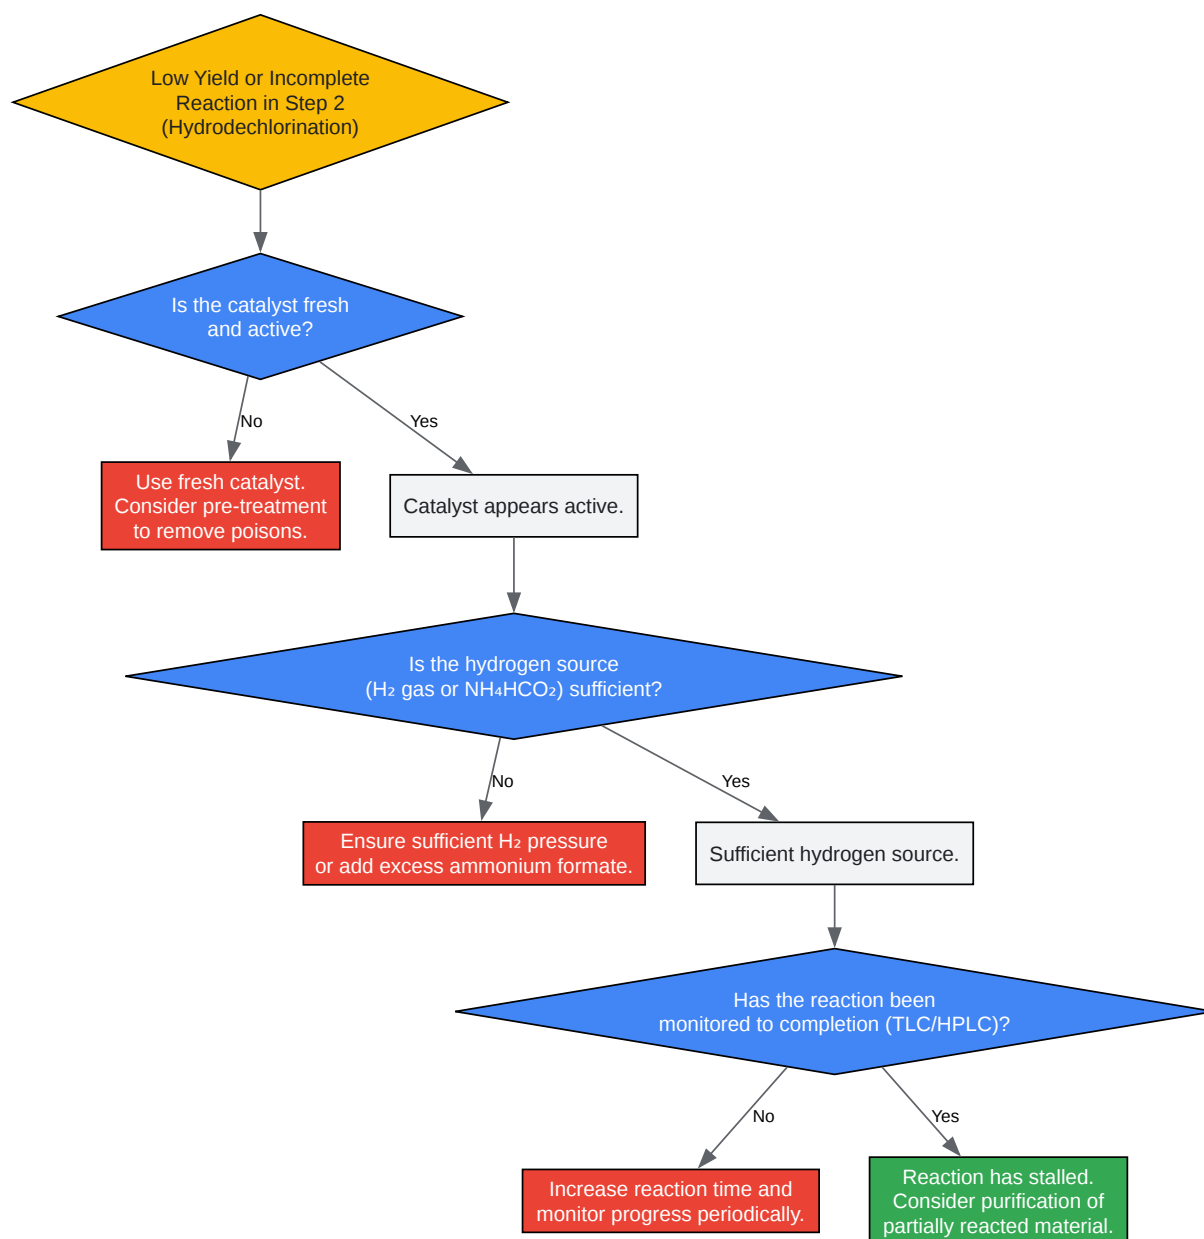 Low Yield or Incomplete
Reaction in Step 2
(Hydrodechlorination)
Is the catalyst fresh
and active?
No
Yes
Use fresh catalyst.
Consider pre-treatment
to remove poisons.
Catalyst appears active.
Is the hydrogen source
(H₂ gas or NH₄HCO₂) sufficient?
No
Yes
Ensure sufficient H₂ pressure
or add excess ammonium formate.
Sufficient hydrogen source.
Has the reaction been
monitored to completion (TLC/HPLC)?
No
Yes
Increase reaction time and
monitor progress periodically.
Reaction has stalled.
Consider purification of
partially reacted material.